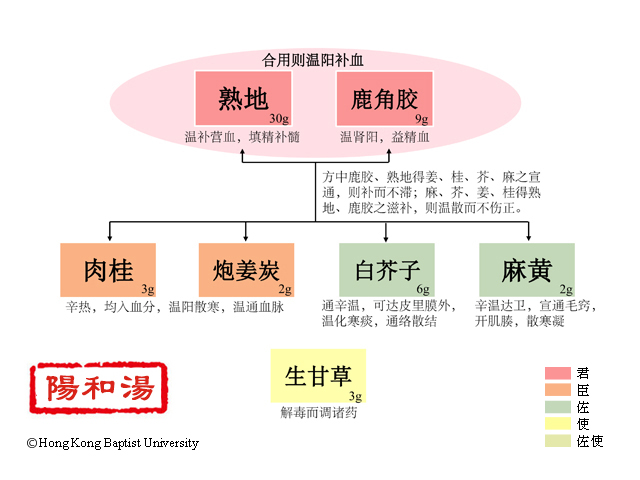 合用则温阳补血
熟地
30g
鹿角胶
9g
温补营血，填精补髓
温肾阳，益精血
方中鹿胶、熟地得姜、桂、芥、麻之宣
通，则补而不滞；麻、芥、姜、桂得熟
地、鹿胶之滋补，则温散而不伤正。
肉桂
3g
炮姜炭
2g
白芥子
6g
麻黄
2g
辛热，均入血分，温阳散寒，温通血脉
通辛温，可达皮里膜外，
温化寒痰，通络散结
辛温达卫，宣通毛窍，
开肌腠，散寒凝
生甘草
3g
解毒而调诸药
陽和湯
©Hong Kong Baptist University
君
臣
佐
使
佐使